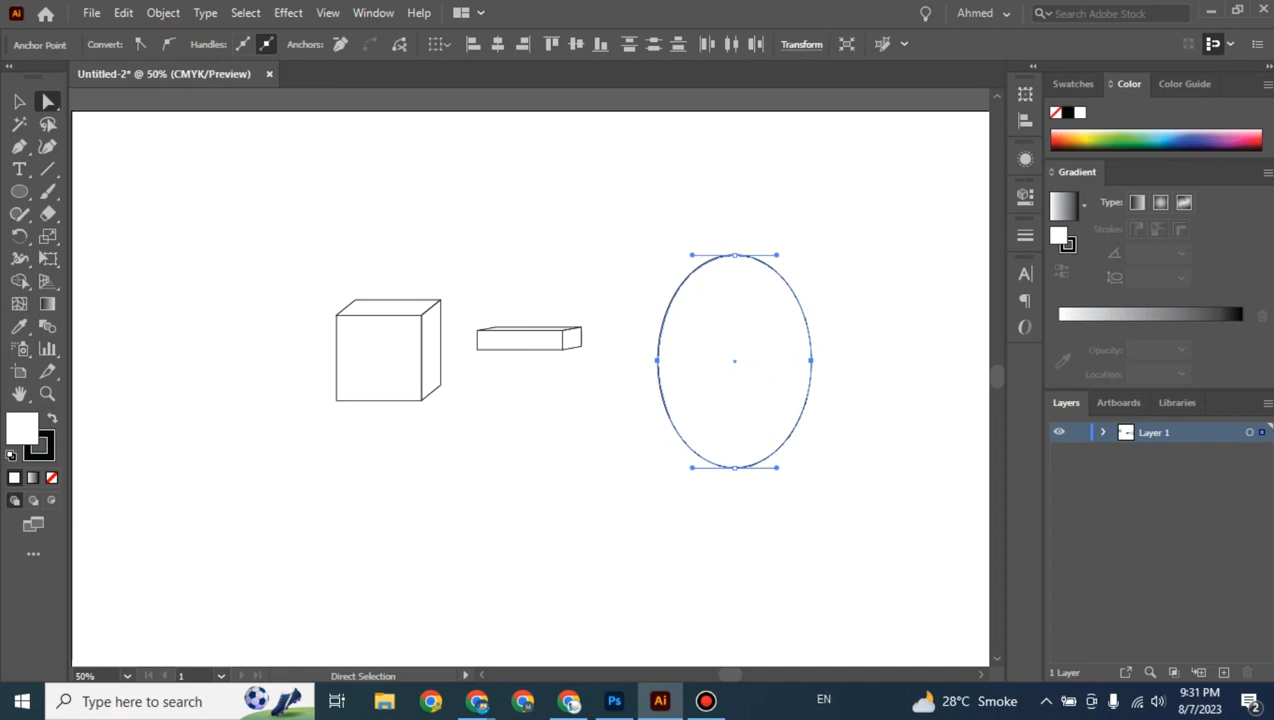 Ai File Edit Object Type Select Effect View Window Help Ahmed Search Adobe Stock
Anchor Point Convert: Handles: Anchors: Transform
Untitled-2* @ 50% (CMYK/Preview)
Swatches Color Color Guide
Gradient
Type:
Stroke:
Opacity:
Location:
Layers Artboards Libraries
Layer 1
50% 1 Direct Selection
1 Layer
Type here to search Ps Ai EN 28°C Smoke 9:31 PM
8/7/2023 2